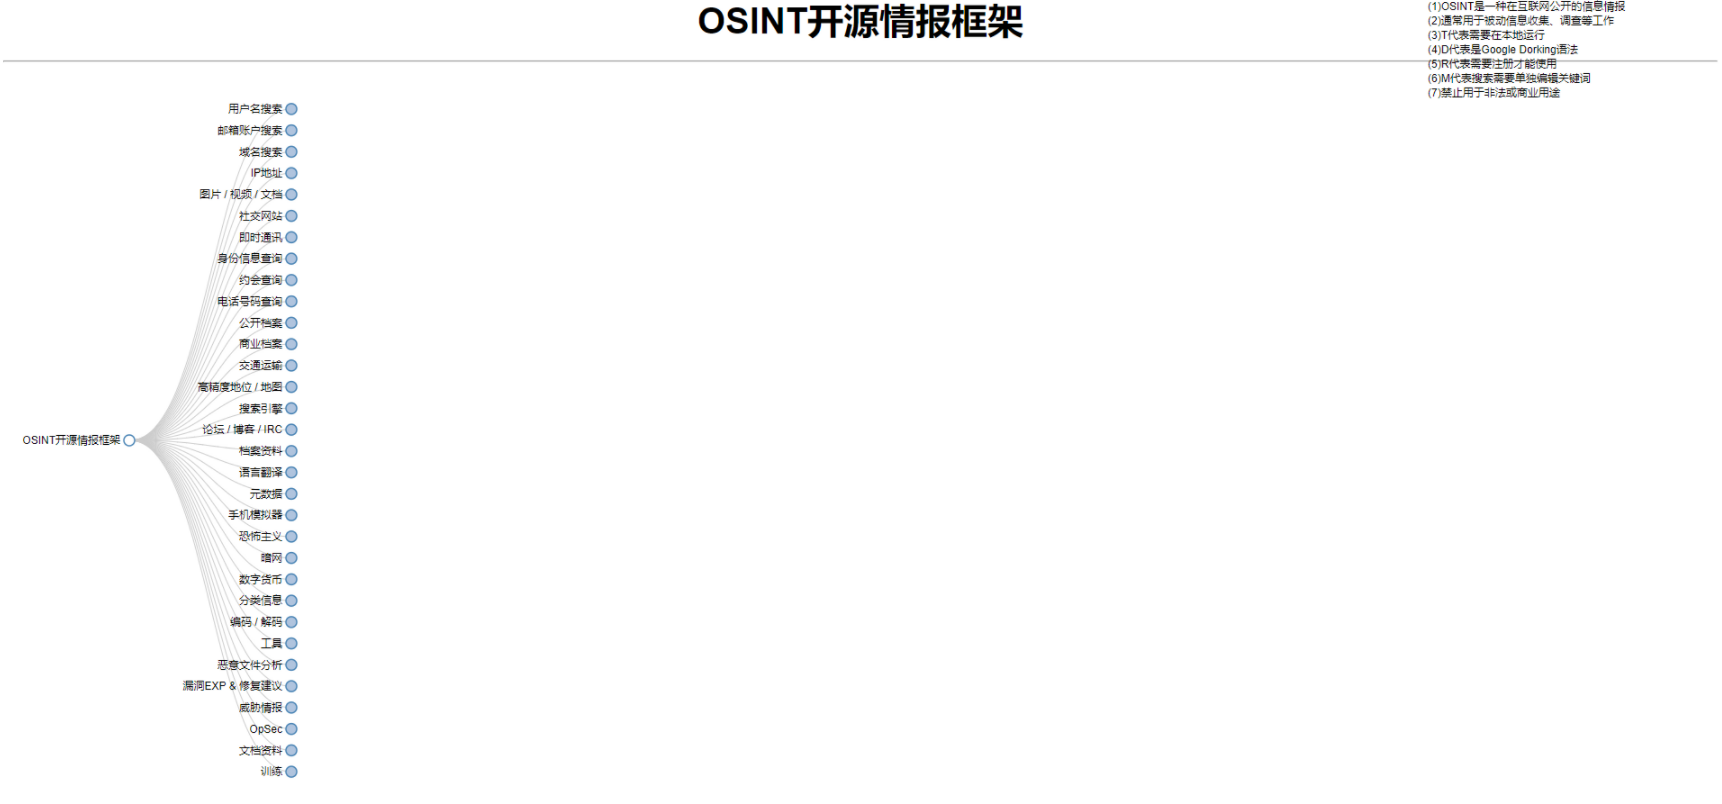 OSINT开源情报框架
(1)OSINT是一种在互联网公开的信息情报
(2)通常用于被动信息收集、调查等工作
(3)T代表需要在本地运行
(4)D代表是Google Dorking语法
(5)R代表需要注册才能使用
(6)M代表搜索需要单独编辑关键词
(7)禁止用于非法或商业用途
用户名搜索
邮箱账户搜索
域名搜索
IP地址
图片 / 视频 / 文档
社交网站
即时通讯
身份信息查询
约会查询
电话号码查询
公开档案
商业档案
交通运输
高精度地位 / 地图
搜索引擎
论坛 / 博客 / IRC
OSINT开源情报框架
档案资料
语言翻译
元数据
手机模拟器
恐怖主义
暗网
数字货币
分类信息
编码 / 解码
工具
恶意文件分析
漏洞EXP & 修复建议
威胁情报
OpSec
文档资料
训练